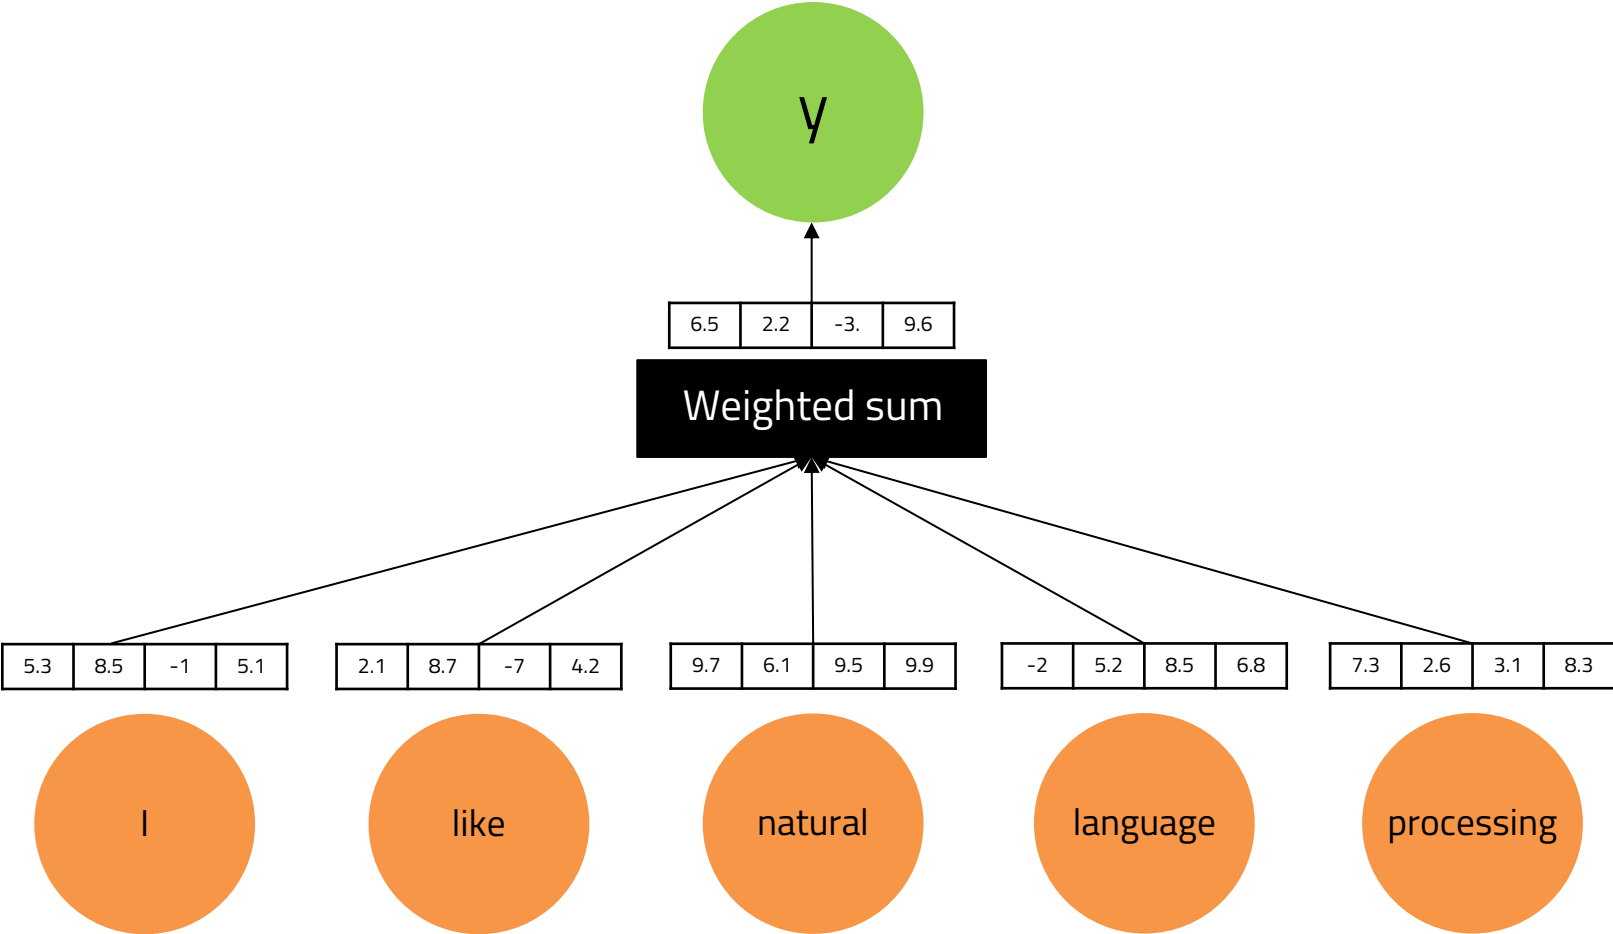 y
6.5 2.2 -3. 9.6
Weighted sum
5.3 8.5 -1 5.1 2.1 8.7 -7 4.2 9.7 6.1 9.5 9.9 -2 5.2 8.5 6.8 7.3 2.6 3.1 8.3
I like natural language processing